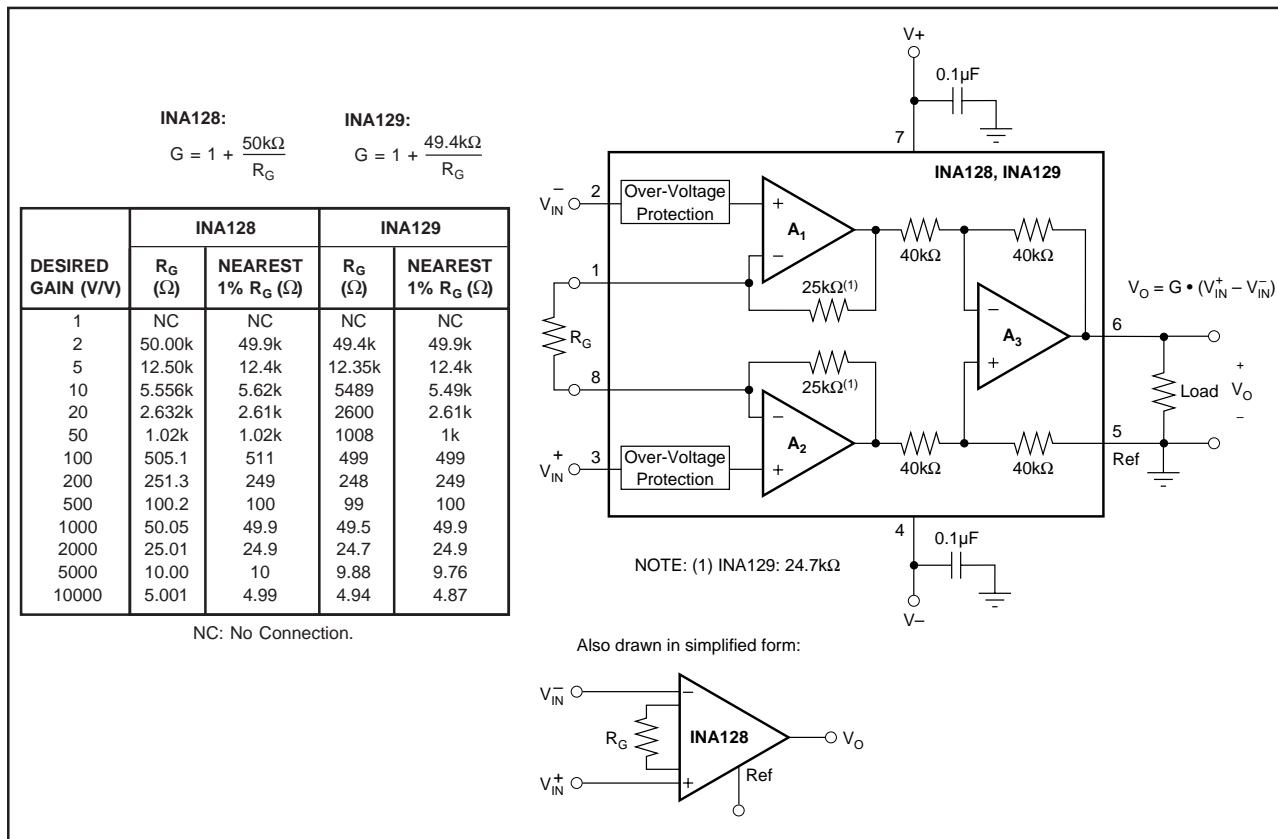 INA128:
G = 1 + 50kΩ / R_G
INA129:
G = 1 + 49.4kΩ / R_G
INA128 INA129
DESIRED GAIN (V/V) R_G (Ω) NEAREST 1% R_G (Ω) R_G (Ω) NEAREST 1% R_G (Ω)
1 NC NC NC NC
2 50.00k 49.9k 49.4k 49.9k
5 12.50k 12.4k 12.35k 12.4k
10 5.556k 5.62k 5489 5.49k
20 2.632k 2.61k 2600 2.61k
50 1.02k 1.02k 1008 1k
100 505.1 511 499 499
200 251.3 249 248 249
500 100.2 100 99 100
1000 50.05 49.9 49.5 49.9
2000 25.01 24.9 24.7 24.9
5000 10.00 10 9.88 9.76
10000 5.001 4.99 4.94 4.87
NC: No Connection.
V+
0.1µF
7
INA128, INA129
V_IN^– 2 Over-Voltage Protection
+
A_1
–
40kΩ 40kΩ
1
25kΩ(1)
R_G
–
A_3
+
6
V_O = G • (V_IN^+ – V_IN^–)
8
25kΩ(1)
Load
+
V_O
–
–
A_2
+
V_IN^+ 3 Over-Voltage Protection
40kΩ 40kΩ
5
Ref
4
0.1µF
NOTE: (1) INA129: 24.7kΩ
V–
Also drawn in simplified form:
V_IN^– –
R_G
INA128
V_O
V_IN^+ +
Ref